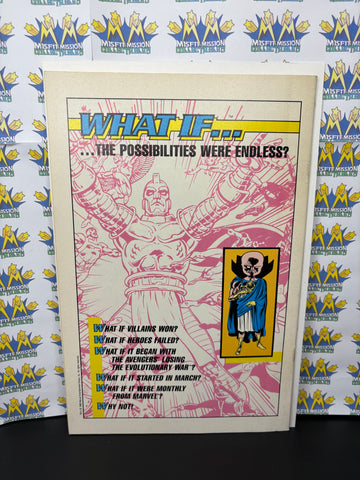 WHAT IF...™
...THE POSSIBILITIES WERE ENDLESS?
WHAT IF VILLAINS WON?
WHAT IF HEROES FAILED?
WHAT IF IT BEGAN WITH
THE AVENGERS LOSING
THE EVOLUTIONARY WAR?
WHAT IF IT STARTED IN MARCH?
WHAT IF IT WERE MONTHLY
FROM MARVEL?
WHY NOT!
MISFIT MISSION
COLLECTIBLES